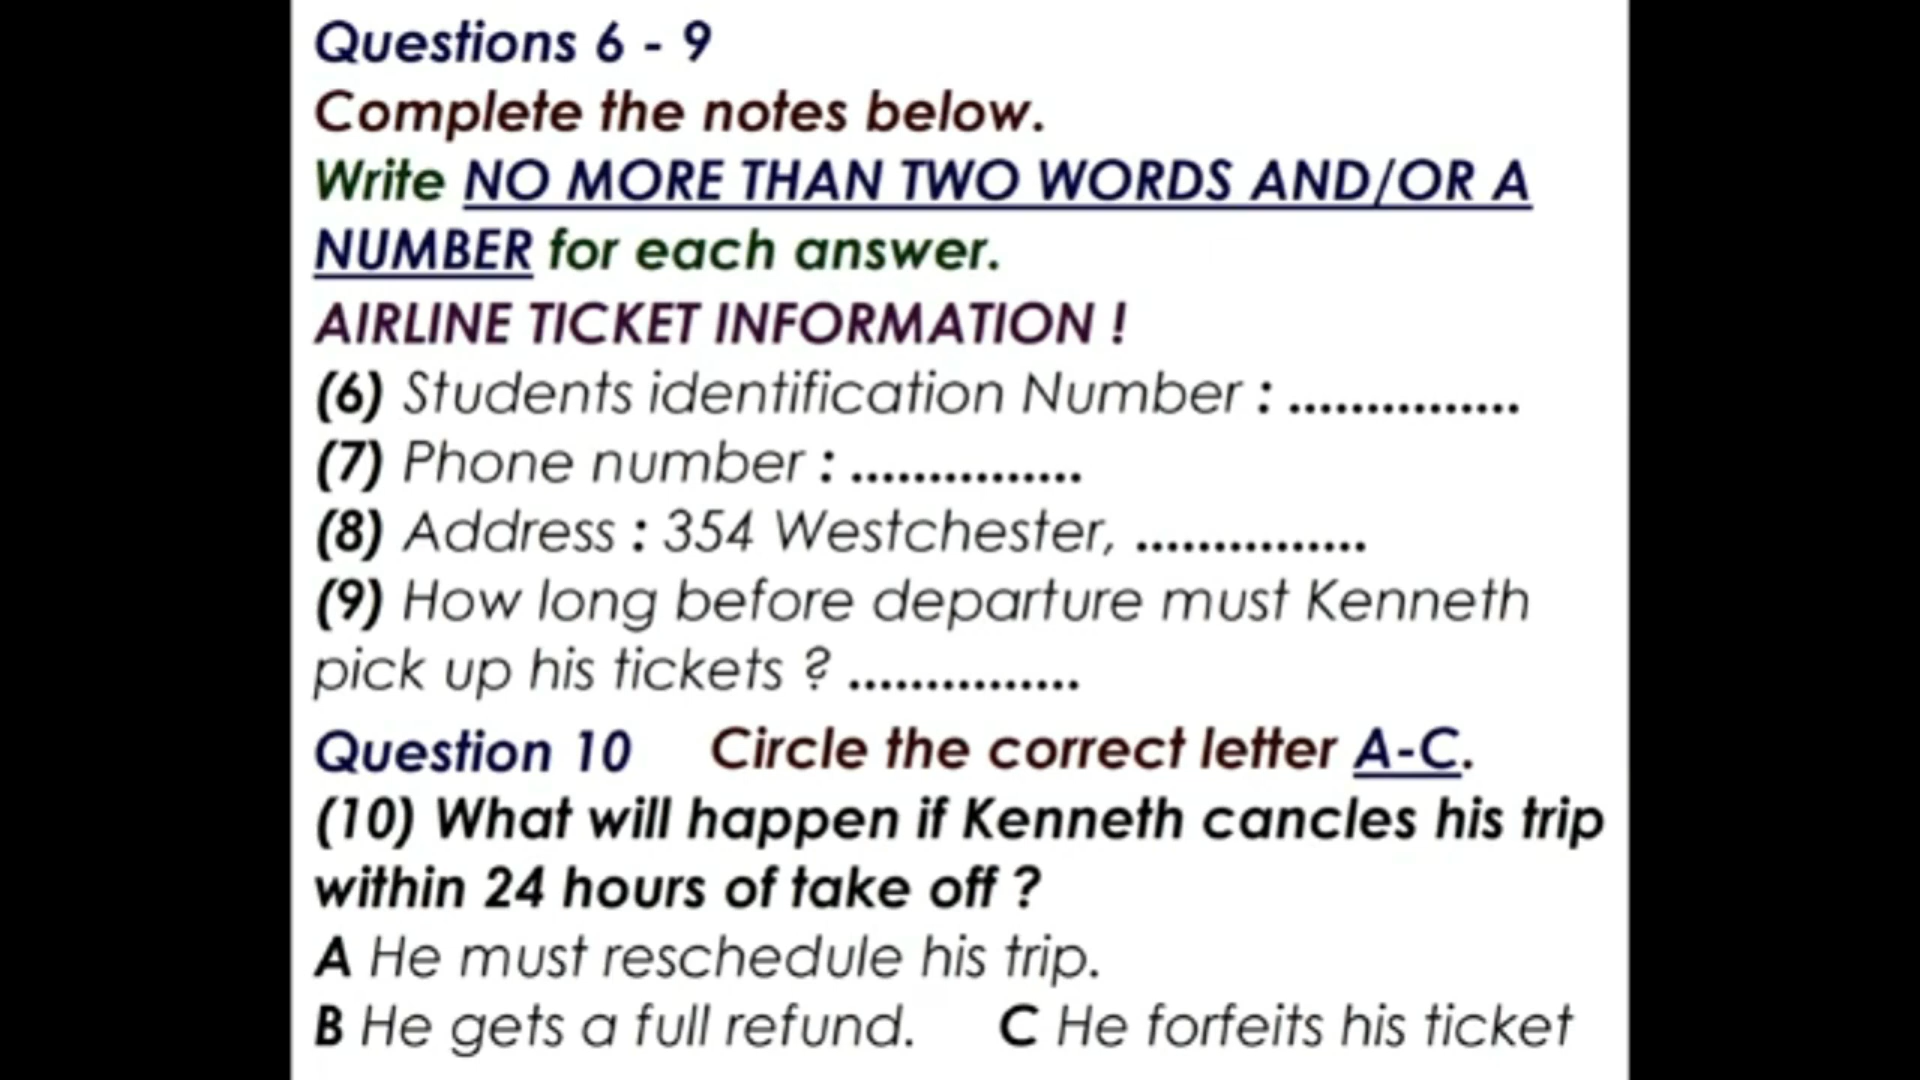 Questions 6 - 9
Complete the notes below.
Write NO MORE THAN TWO WORDS AND/OR A
NUMBER for each answer.
AIRLINE TICKET INFORMATION !
(6) Students identification Number : ...............
(7) Phone number : ...............
(8) Address : 354 Westchester, ...............
(9) How long before departure must Kenneth
pick up his tickets ? ...............
Question 10 Circle the correct letter A-C.
(10) What will happen if Kenneth cancles his trip
within 24 hours of take off ?
A He must reschedule his trip.
B He gets a full refund. C He forfeits his ticket